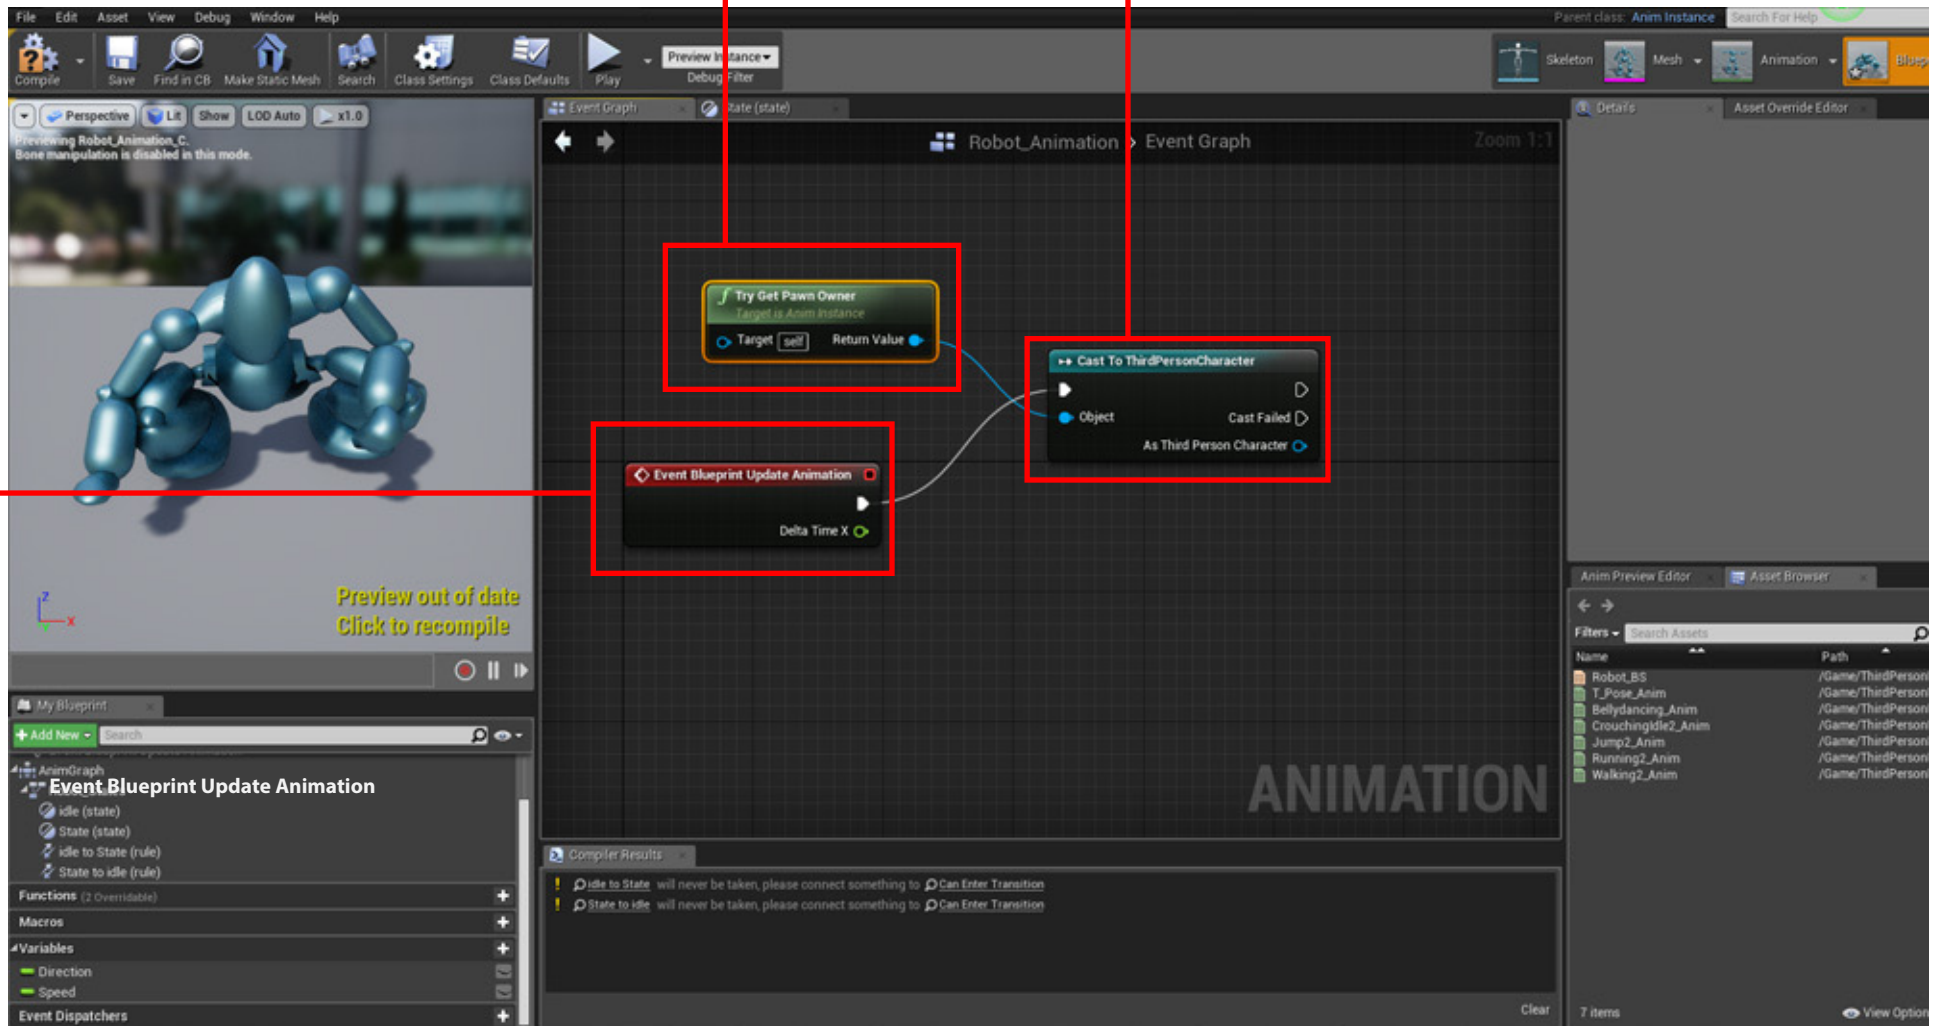 File Edit Asset View Debug Window Help
Parent class: Anim Instance Search For Help
Compile Save Find in CB Make Static Mesh Search Class Settings Class Defaults Play Preview Instance Debug Filter
Skeleton Mesh Animation
Perspective Lit Show LOD Auto x1.0
Previewing Robot_Animation_C.
Bone manipulation is disabled in this mode.
Event Graph State (state)
Robot_Animation > Event Graph Zoom 1:1
Try Get Pawn Owner
Target is Anim Instance
Target self Return Value
Cast To ThirdPersonCharacter
Object Cast Failed
As Third Person Character
Event Blueprint Update Animation
Delta Time X
Z
X
Preview out of date
Click to recompile
ANIMATION
Details Asset Override Editor
Anim Preview Editor Asset Browser
Filters Search Assets
Name Path
Robot_BS /Game/ThirdPerson
T_Pose_Anim /Game/ThirdPerson
Bellydancing_Anim /Game/ThirdPerson
CrouchingIdle2_Anim /Game/ThirdPerson
Jump2_Anim /Game/ThirdPerson
Running2_Anim /Game/ThirdPerson
Walking2_Anim /Game/ThirdPerson
7 items View Option
My Blueprint
+ Add New Search
AnimGraph
Event Blueprint Update Animation
idle (state)
State (state)
idle to State (rule)
State to idle (rule)
Functions (2 Overridable)
Macros
Variables
Direction
Speed
Event Dispatchers
Compiler Results
idle to State will never be taken, please connect something to Can Enter Transition
State to idle will never be taken, please connect something to Can Enter Transition
Clear